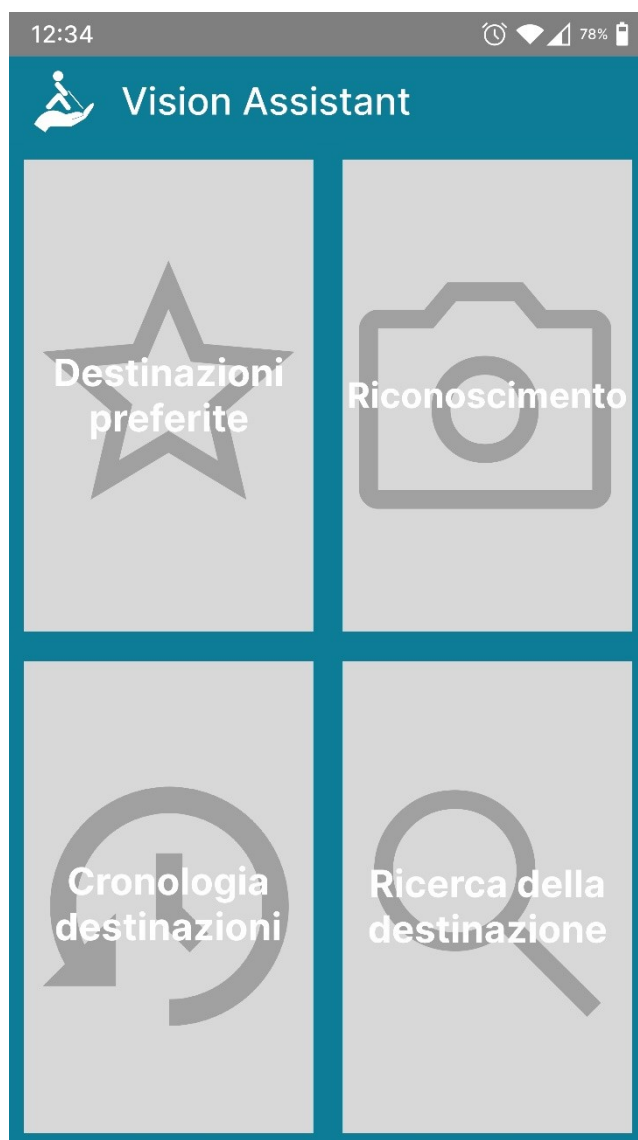 12:34 78%
Vision Assistant
Destinazioni
preferite
Riconoscimento
Cronologia
destinazioni
Ricerca della
destinazione